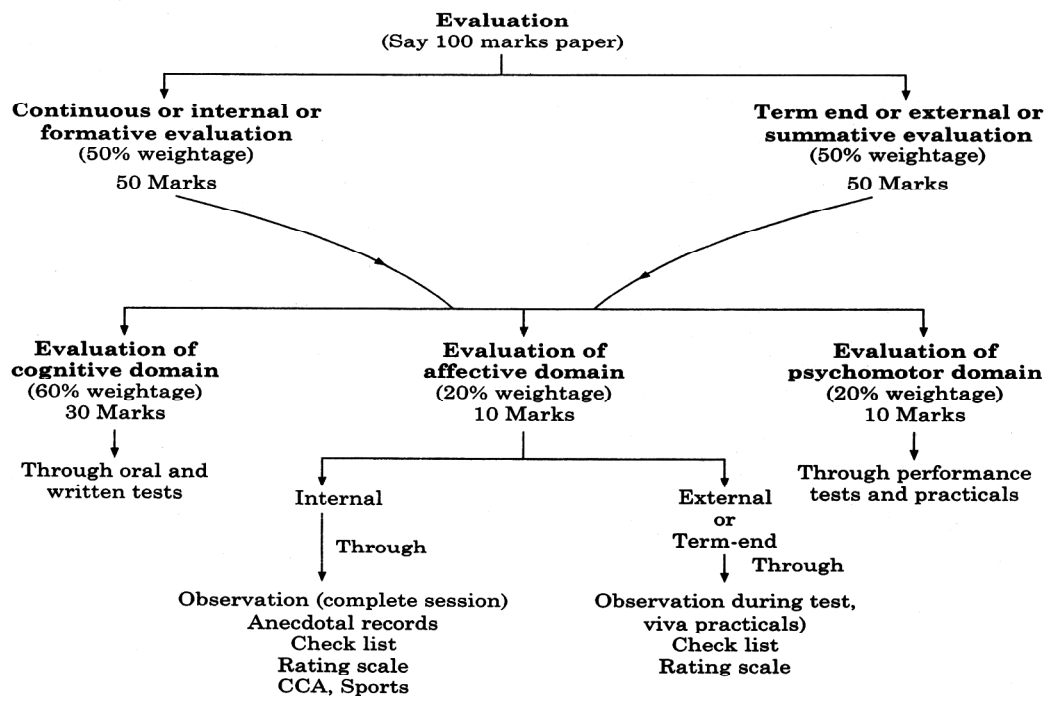 Evaluation
(Say 100 marks paper)
Continuous or internal or
formative evaluation
(50% weightage)
50 Marks
Term end or external or
summative evaluation
(50% weightage)
50 Marks
Evaluation of
cognitive domain
(60% weightage)
30 Marks
Through oral and
written tests
Evaluation of
affective domain
(20% weightage)
10 Marks
Evaluation of
psychomotor domain
(20% weightage)
10 Marks
Through performance
tests and practicals
Internal
Through
Observation (complete session)
Anecdotal records
Check list
Rating scale
CCA, Sports
External
or
Term-end
Through
Observation during test,
viva practicals)
Check list
Rating scale